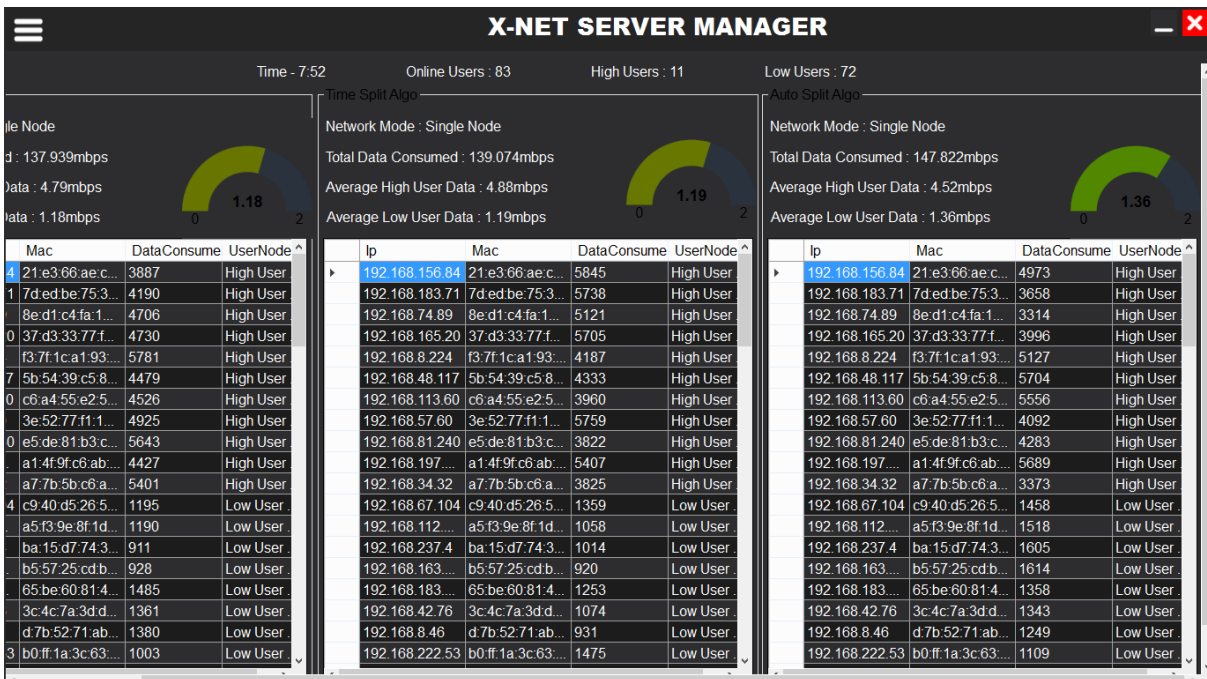 X-NET SERVER MANAGER
Time - 7:52 Online Users : 83 High Users : 11 Low Users : 72
Time Split Algo Auto Split Algo
gle Node Network Mode : Single Node Network Mode : Single Node
d : 137.939mbps Total Data Consumed : 139.074mbps Total Data Consumed : 147.822mbps
Data : 4.79mbps Average High User Data : 4.88mbps Average High User Data : 4.52mbps
1.18 1.19 1.36
Data : 1.18mbps 0 2 Average Low User Data : 1.19mbps 0 2 Average Low User Data : 1.36mbps 0 2
Mac DataConsume UserNode Ip Mac DataConsume UserNode Ip Mac DataConsume UserNode
4 21:e3:66:ae:c... 3887 High User 192.168.156.84 21:e3:66:ae:c... 5845 High User 192.168.156.84 21:e3:66:ae:c... 4973 High User
1 7d:ed:be:75:3... 4190 High User 192.168.183.71 7d:ed:be:75:3... 5738 High User 192.168.183.71 7d:ed:be:75:3... 3658 High User
8e:d1:c4:fa:1... 4706 High User 192.168.74.89 8e:d1:c4:fa:1... 5121 High User 192.168.74.89 8e:d1:c4:fa:1... 3314 High User
0 37:d3:33:77:f... 4730 High User 192.168.165.20 37:d3:33:77:f... 5705 High User 192.168.165.20 37:d3:33:77:f... 3996 High User
f3:7f:1c:a1:93:... 5781 High User 192.168.8.224 f3:7f:1c:a1:93:... 4187 High User 192.168.8.224 f3:7f:1c:a1:93:... 5127 High User
7 5b:54:39:c5:8... 4479 High User 192.168.48.117 5b:54:39:c5:8... 4333 High User 192.168.48.117 5b:54:39:c5:8... 5704 High User
0 c6:a4:55:e2:5... 4526 High User 192.168.113.60 c6:a4:55:e2:5... 3960 High User 192.168.113.60 c6:a4:55:e2:5... 5556 High User
3e:52:77:f1:1... 4925 High User 192.168.57.60 3e:52:77:f1:1... 5759 High User 192.168.57.60 3e:52:77:f1:1... 4092 High User
0 e5:de:81:b3:c... 5643 High User 192.168.81.240 e5:de:81:b3:c... 3822 High User 192.168.81.240 e5:de:81:b3:c... 4283 High User
a1:4f:9f:c6:ab:... 4427 High User 192.168.197.... a1:4f:9f:c6:ab:... 5407 High User 192.168.197.... a1:4f:9f:c6:ab:... 5689 High User
a7:7b:5b:c6:a... 5401 High User 192.168.34.32 a7:7b:5b:c6:a... 3825 High User 192.168.34.32 a7:7b:5b:c6:a... 3373 High User
4 c9:40:d5:26:5... 1195 Low User . 192.168.67.104 c9:40:d5:26:5... 1359 Low User . 192.168.67.104 c9:40:d5:26:5... 1458 Low User .
a5:f3:9e:8f:1d... 1190 Low User . 192.168.112.... a5:f3:9e:8f:1d... 1058 Low User . 192.168.112.... a5:f3:9e:8f:1d... 1518 Low User .
ba:15:d7:74:3... 911 Low User . 192.168.237.4 ba:15:d7:74:3... 1014 Low User . 192.168.237.4 ba:15:d7:74:3... 1605 Low User .
b5:57:25:cd:b... 928 Low User . 192.168.163.... b5:57:25:cd:b... 920 Low User . 192.168.163.... b5:57:25:cd:b... 1614 Low User .
65:be:60:81:4... 1485 Low User . 192.168.183.... 65:be:60:81:4... 1253 Low User . 192.168.183.... 65:be:60:81:4... 1358 Low User .
3c:4c:7a:3d:d... 1361 Low User . 192.168.42.76 3c:4c:7a:3d:d... 1074 Low User . 192.168.42.76 3c:4c:7a:3d:d... 1343 Low User .
d:7b:52:71:ab... 1380 Low User . 192.168.8.46 d:7b:52:71:ab... 931 Low User . 192.168.8.46 d:7b:52:71:ab... 1249 Low User .
3 b0:ff:1a:3c:63:... 1003 Low User . 192.168.222.53 b0:ff:1a:3c:63:... 1475 Low User . 192.168.222.53 b0:ff:1a:3c:63:... 1109 Low User .